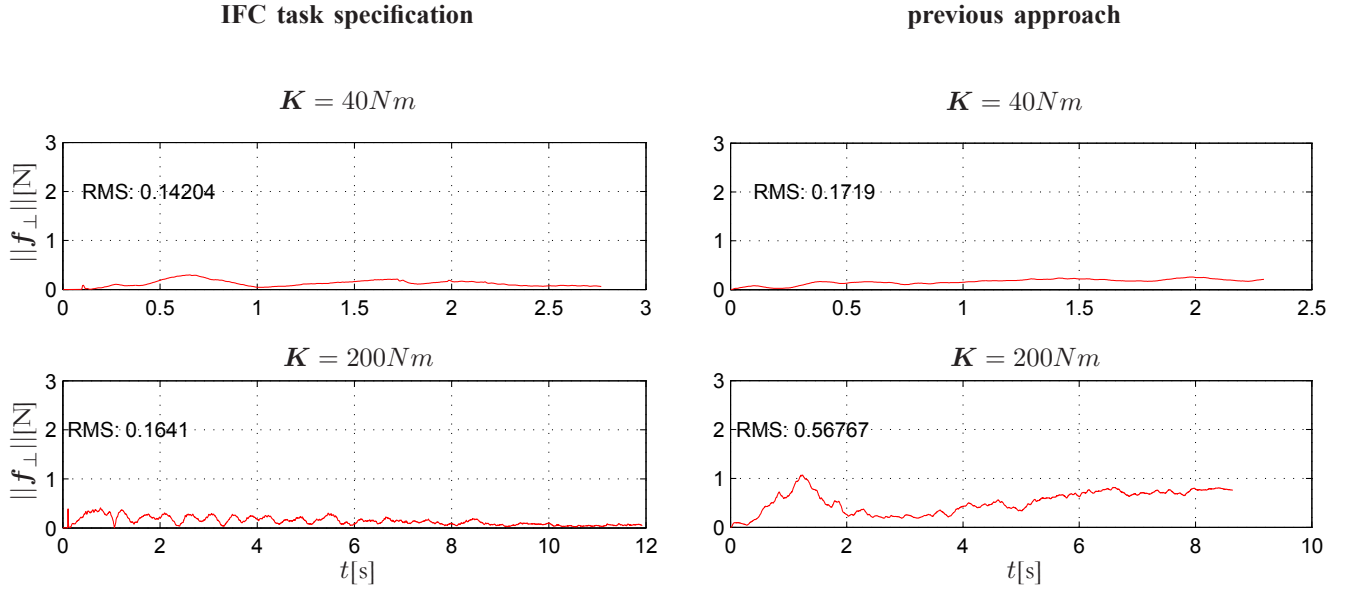 IFC task specification
previous approach
K = 40Nm
K = 40Nm
||f⊥||[N]
3
2
1
0
RMS: 0.14204
0 0.5 1 1.5 2 2.5 3
3
2
1
0
RMS: 0.1719
0 0.5 1 1.5 2 2.5
K = 200Nm
K = 200Nm
||f⊥||[N]
3
2
1
0
RMS: 0.1641
0 2 4 6 8 10 12
t[s]
3
2
1
0
RMS: 0.56767
0 2 4 6 8 10
t[s]